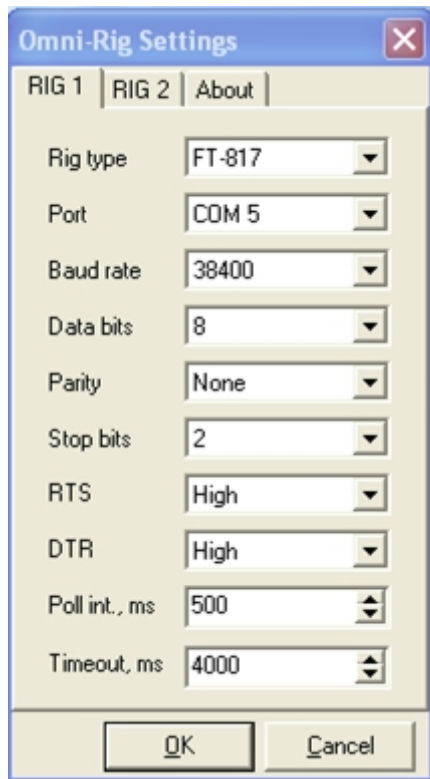 Omni-Rig Settings
RIG 1 RIG 2 About
Rig type FT-817
Port COM 5
Baud rate 38400
Data bits 8
Parity None
Stop bits 2
RTS High
DTR High
Poll int., ms 500
Timeout, ms 4000
OK Cancel